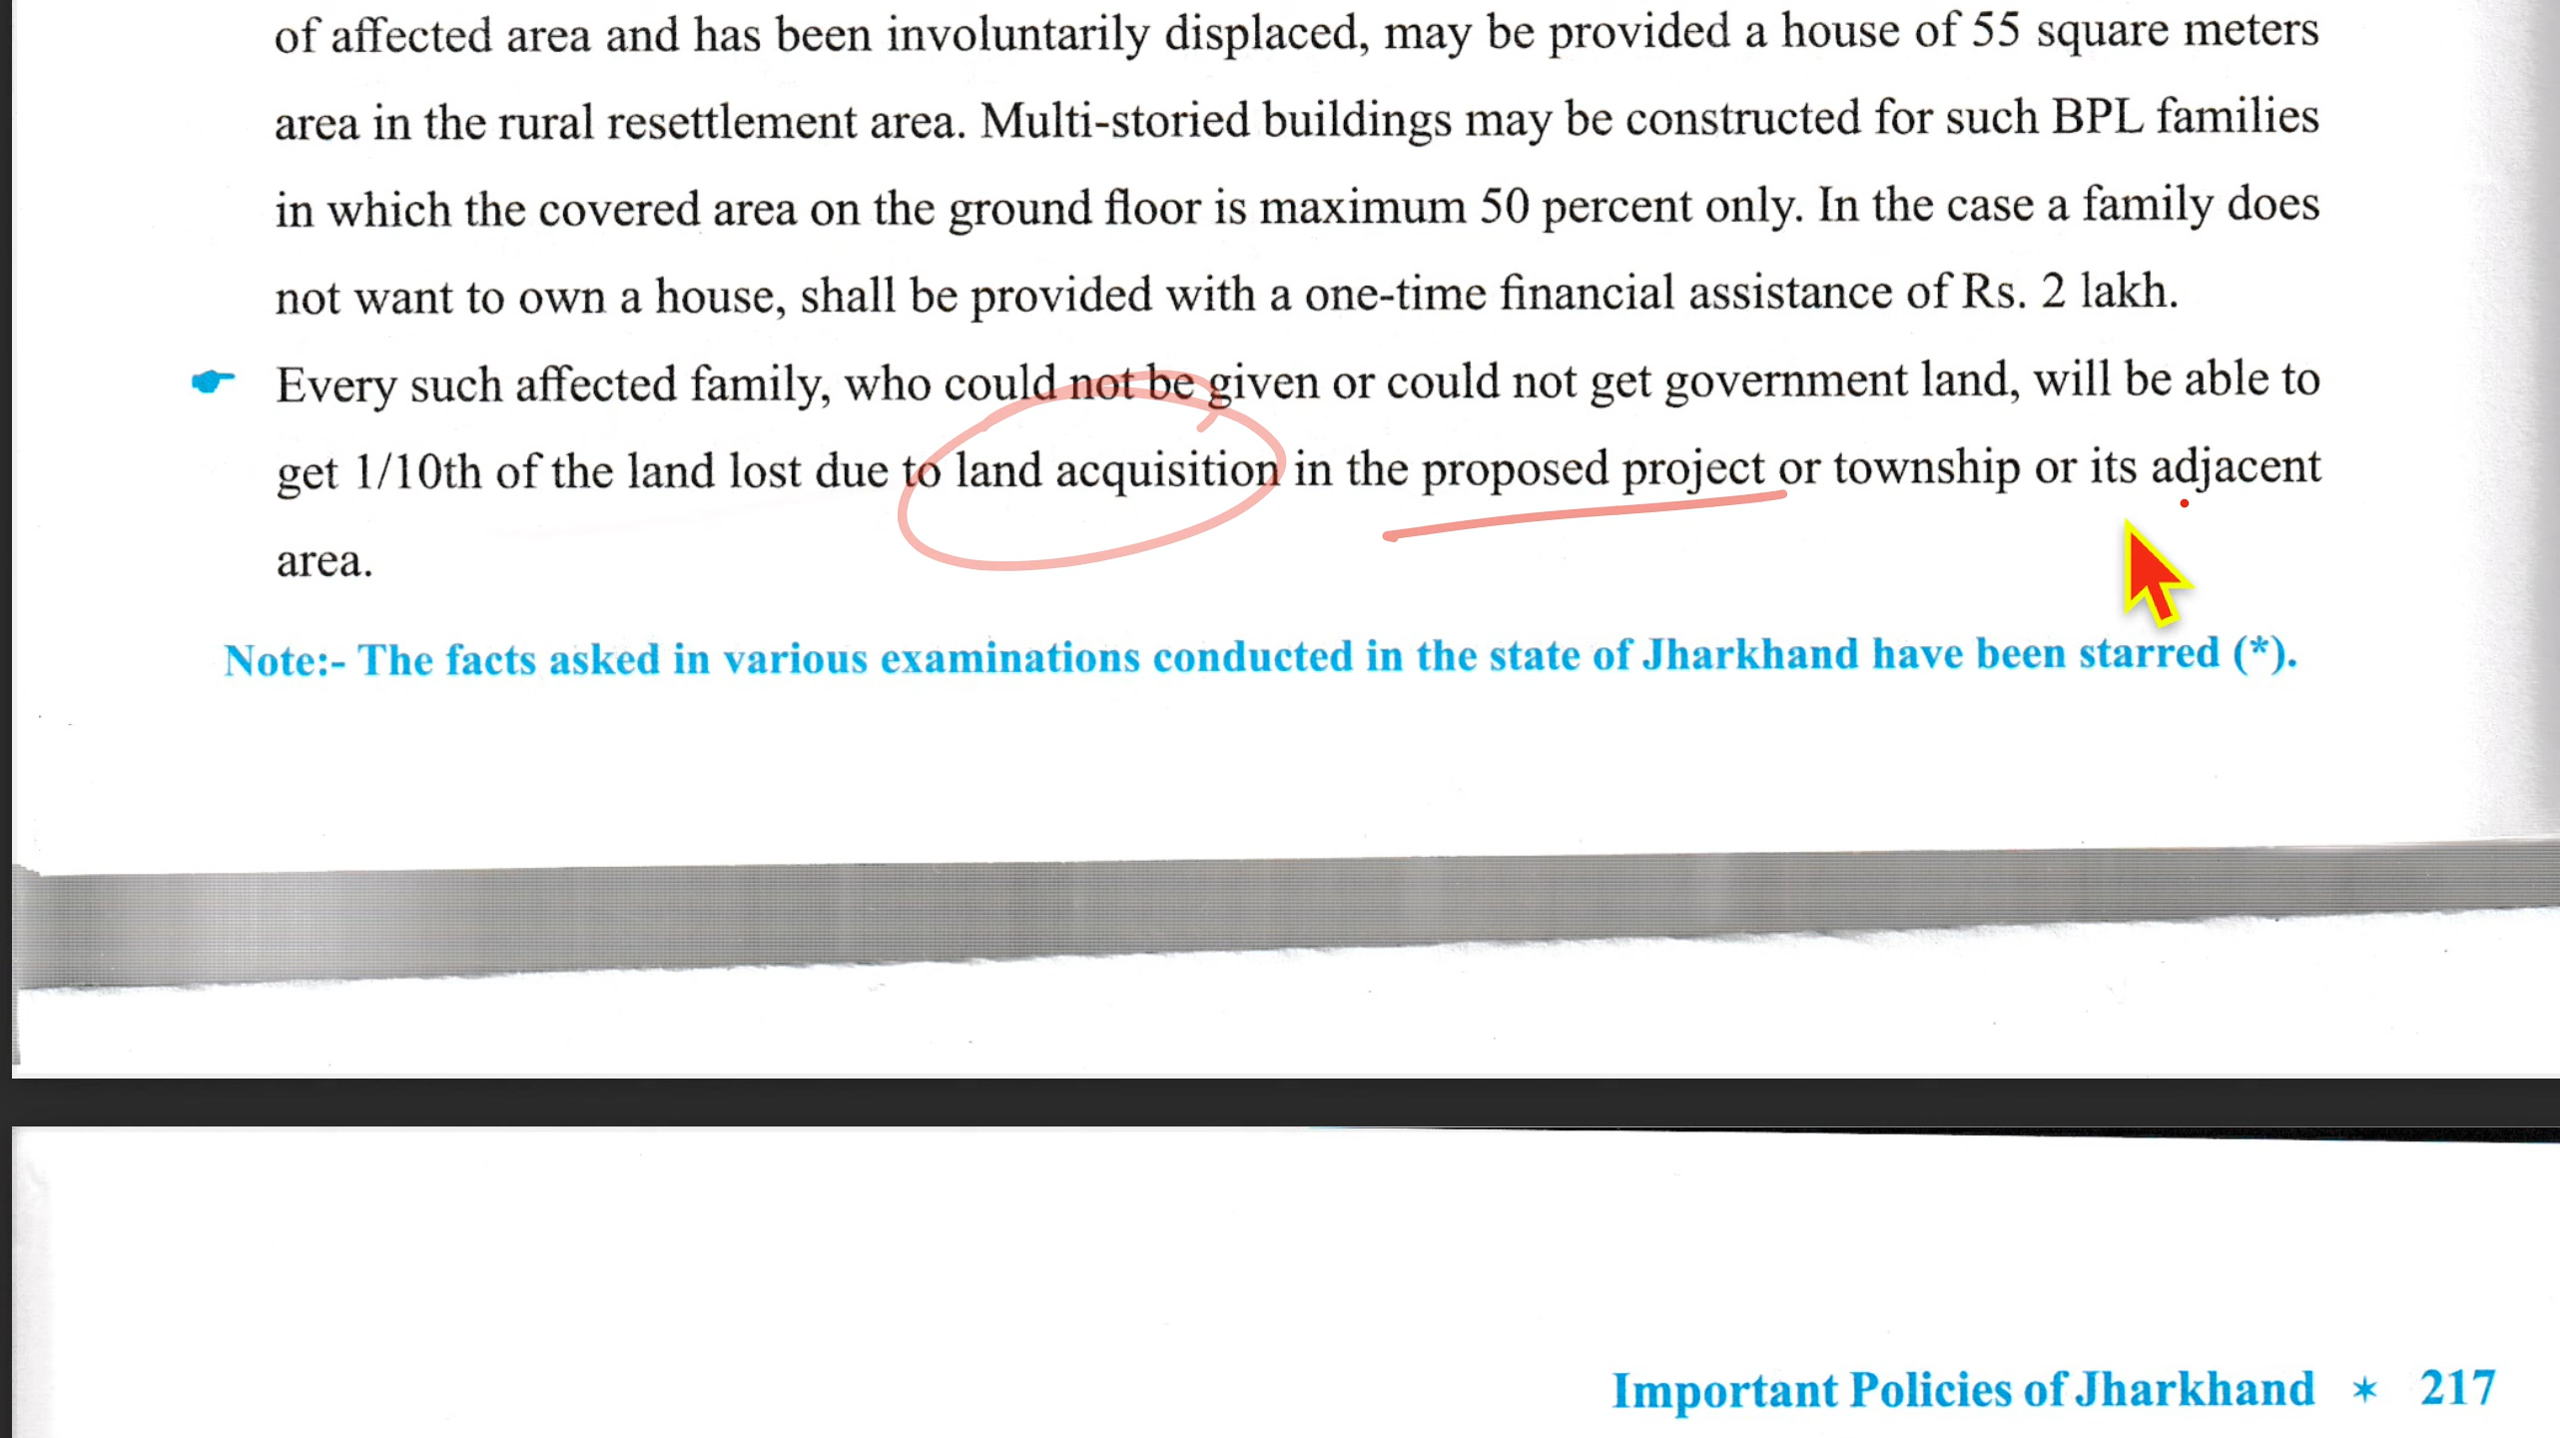 of affected area and has been involuntarily displaced, may be provided a house of 55 square meters
area in the rural resettlement area. Multi-storied buildings may be constructed for such BPL families
in which the covered area on the ground floor is maximum 50 percent only. In the case a family does
not want to own a house, shall be provided with a one-time financial assistance of Rs. 2 lakh.
Every such affected family, who could not be given or could not get government land, will be able to
get 1/10th of the land lost due to land acquisition in the proposed project or township or its adjacent
area.
Note:- The facts asked in various examinations conducted in the state of Jharkhand have been starred (*).
Important Policies of Jharkhand * 217